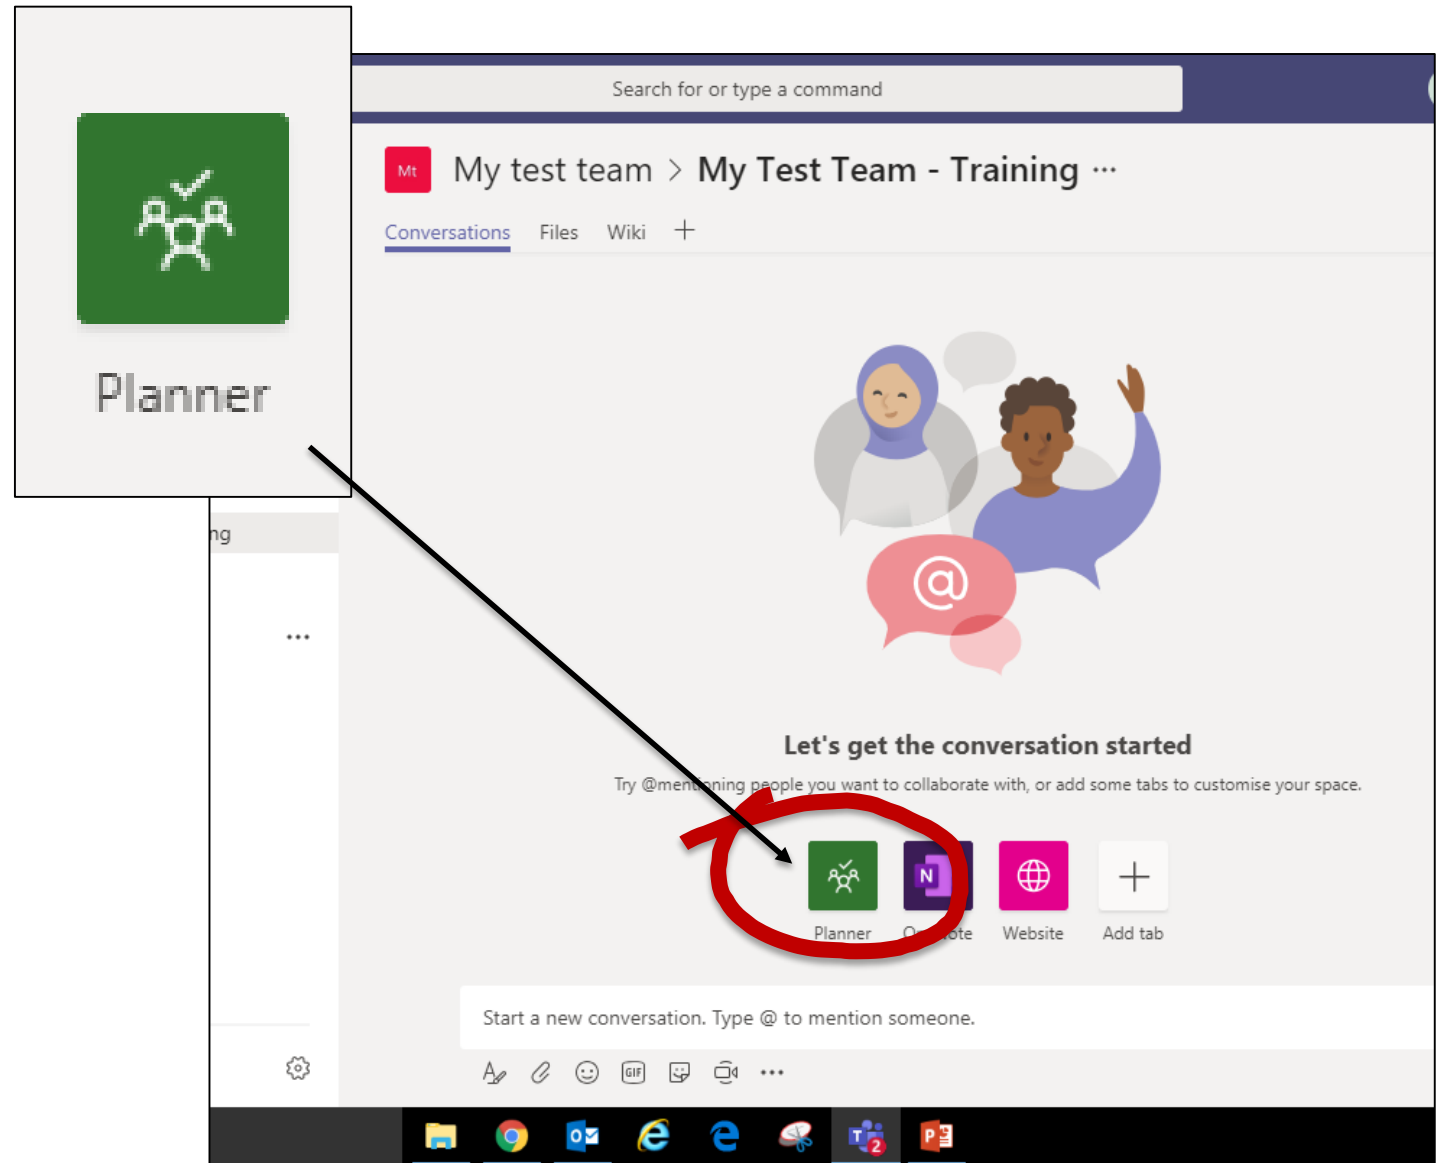 Planner
Search for or type a command
Mt
My test team > My Test Team - Training ...
Conversations Files Wiki +
ng
...
@
Let's get the conversation started
Try @mentioning people you want to collaborate with, or add some tabs to customise your space.
N
Planner Website Add tab
Start a new conversation. Type @ to mention someone.
GIF ...
T 2 P